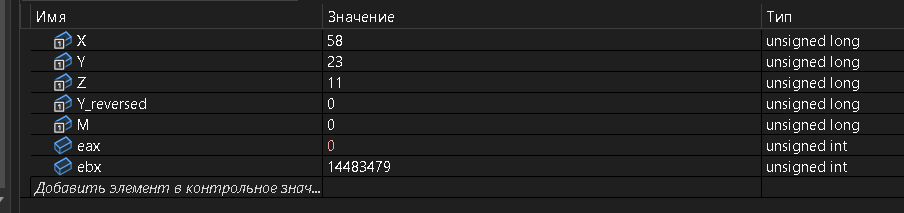 Имя Значение Тип
X 58 unsigned long
Y 23 unsigned long
Z 11 unsigned long
Y_reversed 0 unsigned long
M 0 unsigned long
eax 0 unsigned int
ebx 14483479 unsigned int
Добавить элемент в контрольное знач...